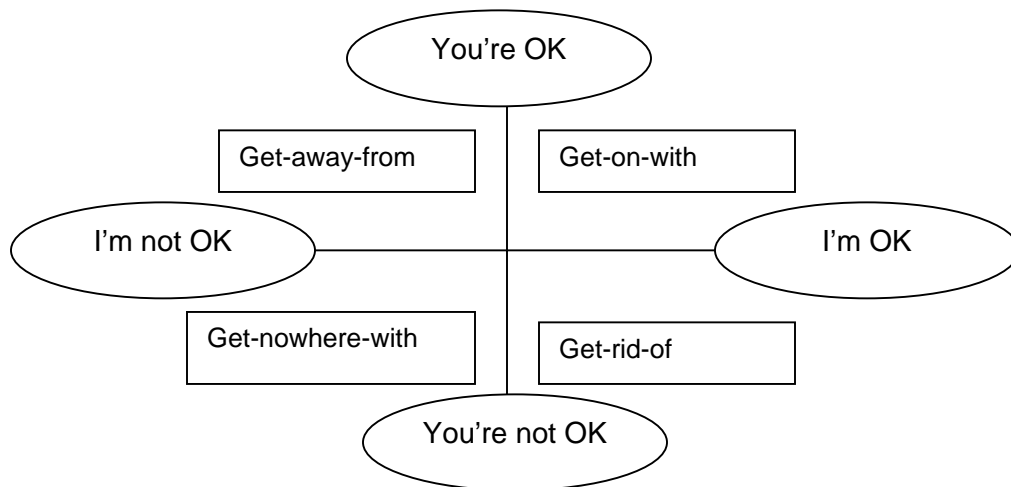 You’re OK
Get-away-from
Get-on-with
I’m not OK
I’m OK
Get-nowhere-with
Get-rid-of
You’re not OK